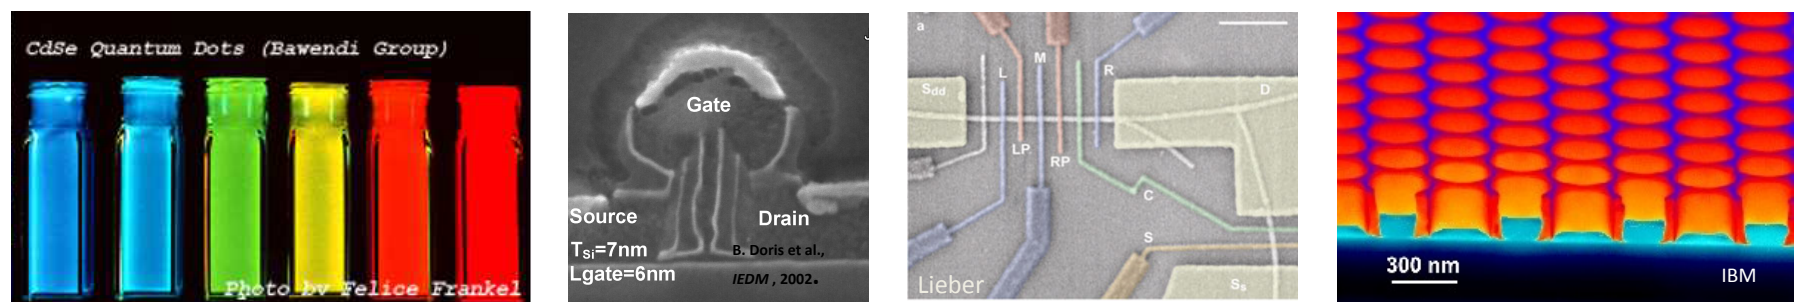 CdSe Quantum Dots (Bawendi Group)
Photo by Felice Frankel
Gate
Source
Drain
TSi=7nm
Lgate=6nm
B. Doris et al.,
IEDM , 2002.
a
Sdd
L
M
R
D
LP
RP
C
S
Ss
Lieber
300 nm
IBM